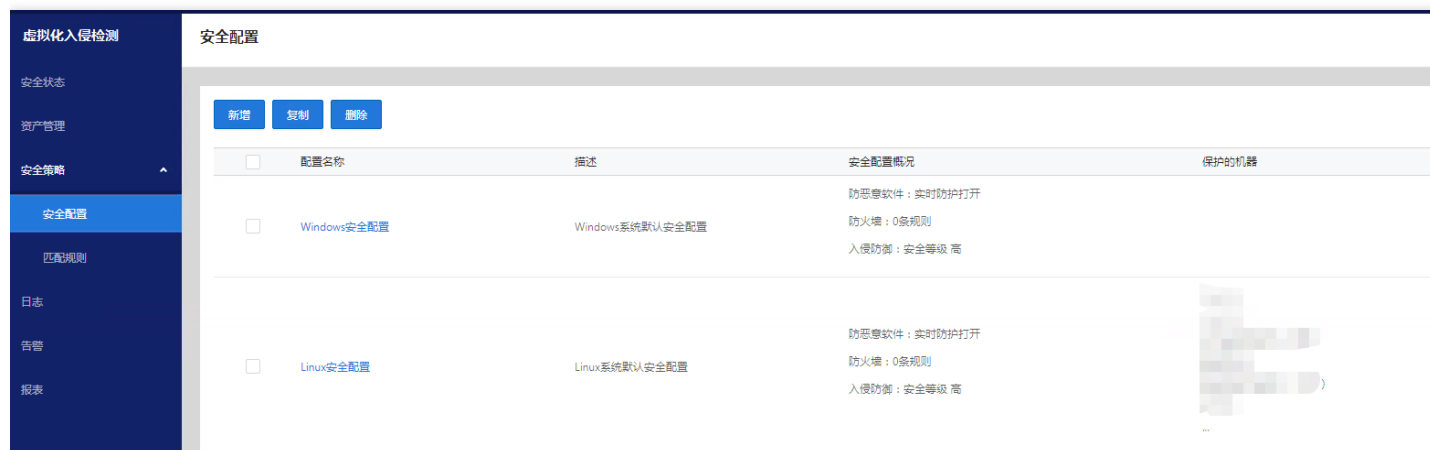 虚拟化入侵检测
安全配置
安全状态
资产管理
安全策略
安全配置
匹配规则
日志
告警
报表
新增 复制 删除
配置名称 描述 安全配置概况 保护的机器
Windows安全配置 Windows系统默认安全配置
防恶意软件：实时防护打开
防火墙：0条规则
入侵防御：安全等级 高
Linux安全配置 Linux系统默认安全配置
防恶意软件：实时防护打开
防火墙：0条规则
入侵防御：安全等级 高
)
...